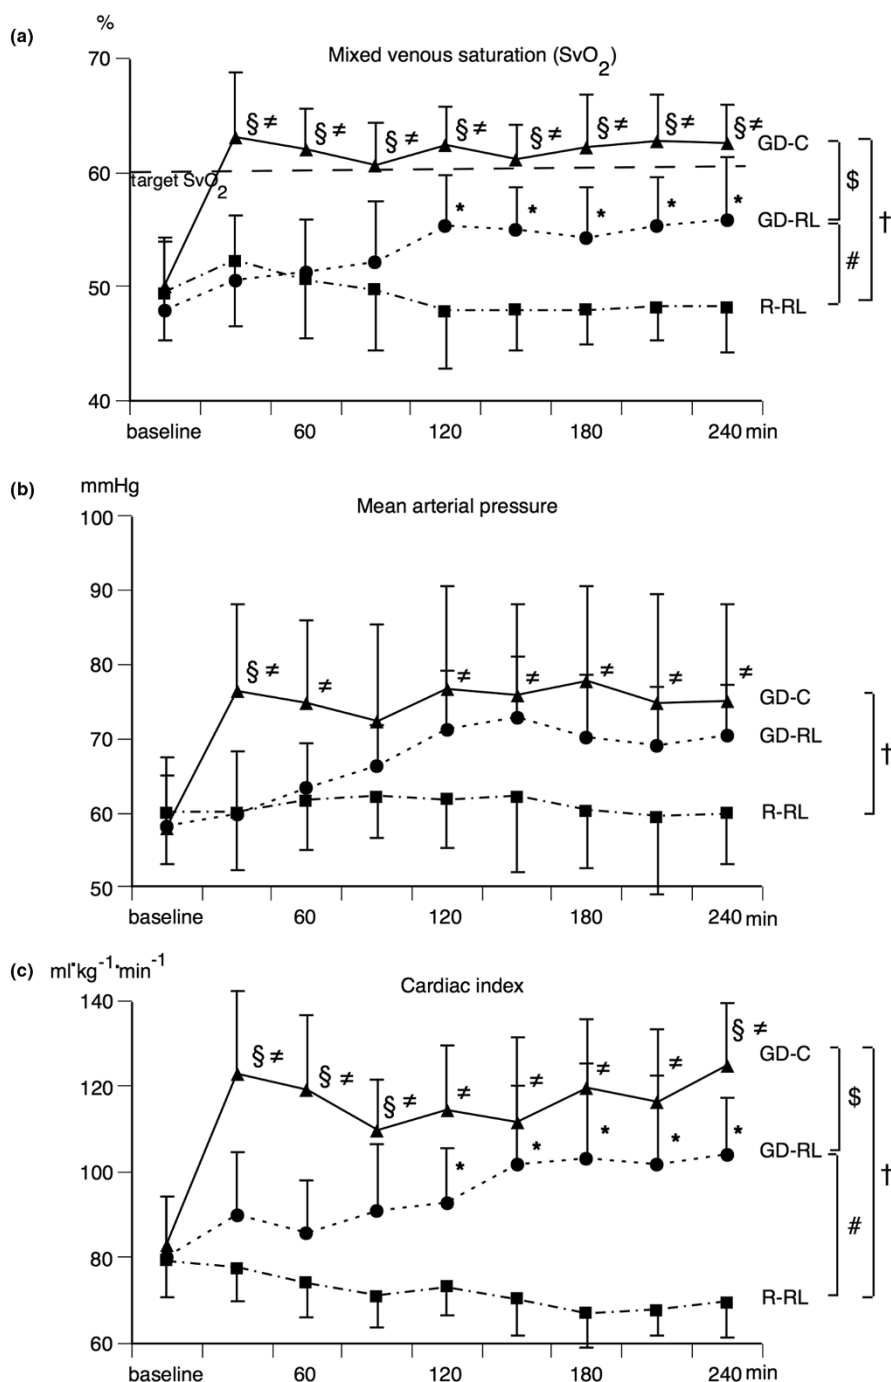 %
(a)
Mixed venous saturation (SvO2)
70
§ ≠ § ≠ § ≠ § ≠ § ≠ § ≠ § ≠ §≠
GD-C
60
target SvO2
$
* * * * *
GD-RL
†
50
#
R-RL
40
baseline 60 120 180 240 min
(b)
mmHg
Mean arterial pressure
100
90
80
§ ≠ ≠ ≠ ≠ ≠ ≠ ≠
GD-C
70
GD-RL
†
60
R-RL
50
baseline 60 120 180 240 min
(c)
ml·kg-1·min-1
Cardiac index
140
§ ≠ § ≠ § ≠ ≠ ≠ ≠ ≠ § ≠
GD-C
120
$
* * * * *
GD-RL
100
†
#
80
R-RL
60
baseline 60 120 180 240 min